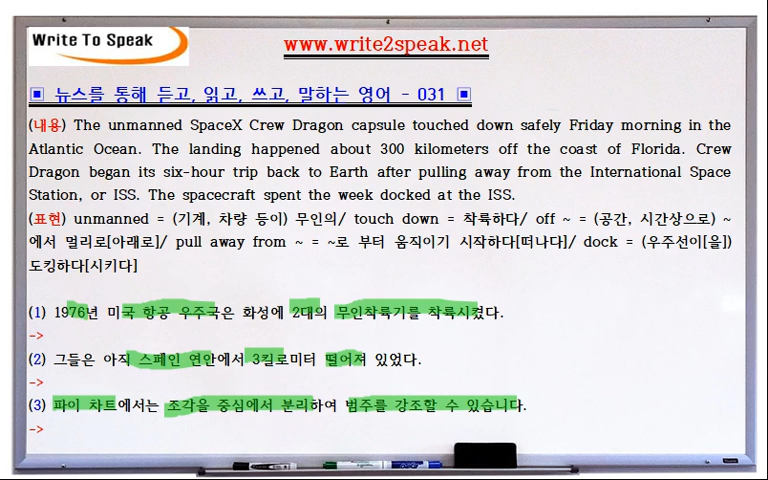 Write To Speak
www.write2speak.net
▣ 뉴스를 통해 듣고, 읽고, 쓰고, 말하는 영어 - 031 ▣
(내용) The unmanned SpaceX Crew Dragon capsule touched down safely Friday morning in the
Atlantic Ocean. The landing happened about 300 kilometers off the coast of Florida. Crew
Dragon began its six-hour trip back to Earth after pulling away from the International Space
Station, or ISS. The spacecraft spent the week docked at the ISS.
(표현) unmanned = (기계, 차량 등이) 무인의/ touch down = 착륙하다/ off ~ = (공간, 시간상으로) ~
에서 멀리로[아래로]/ pull away from ~ = ~로 부터 움직이기 시작하다[떠나다]/ dock = (우주선이[을])
도킹하다[시키다]
(1) 1976년 미국 항공 우주국은 화성에 2대의 무인착륙기를 착륙시켰다.
->
(2) 그들은 아직 스페인 연안에서 3킬로미터 떨어져 있었다.
->
(3) 파이 차트에서는 조각을 중심에서 분리하여 범주를 강조할 수 있습니다.
->